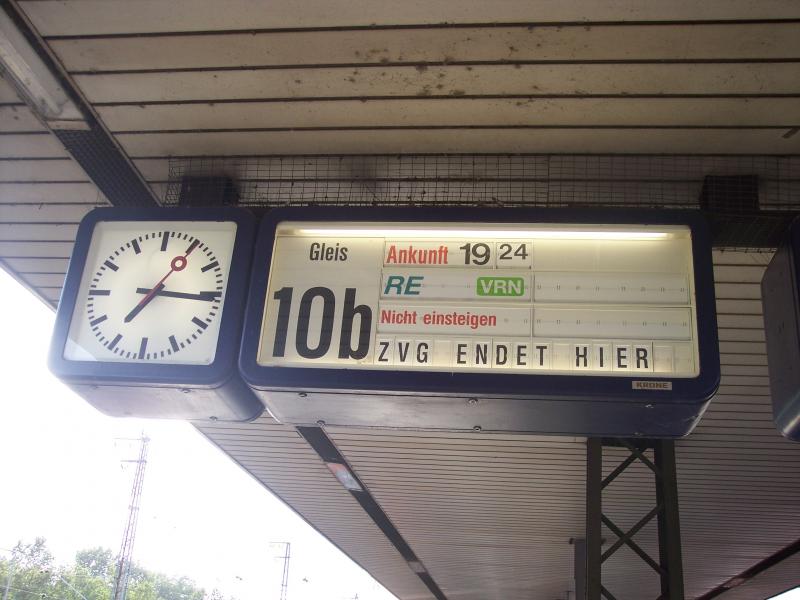 Gleis
10b
Ankunft 19 24
RE VRN
Nicht einsteigen
ZVG ENDET HIER
KRONE